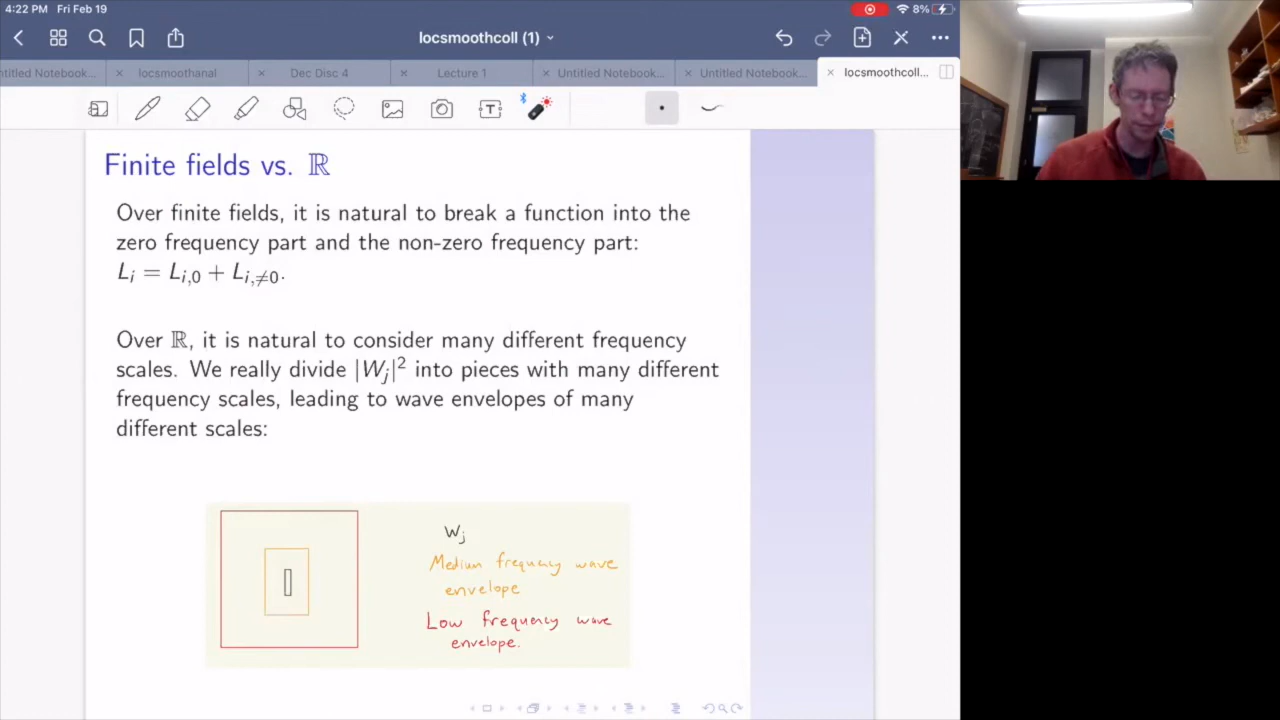 4:22 PM Fri Feb 19
8%
locsmoothcoll (1)
ntitled Notebook...
locsmoothanal
Dec Disc 4
Lecture 1
Untitled Notebook...
Untitled Notebook...
locsmoothcoll...
T
Finite fields vs. ℝ
Over finite fields, it is natural to break a function into the
zero frequency part and the non-zero frequency part:
L_i = L_{i,0} + L_{i,≠0}.
Over ℝ, it is natural to consider many different frequency
scales. We really divide |W_j|² into pieces with many different
frequency scales, leading to wave envelopes of many
different scales:
W_j
Medium frequency wave
envelope
Low frequency wave
envelope.